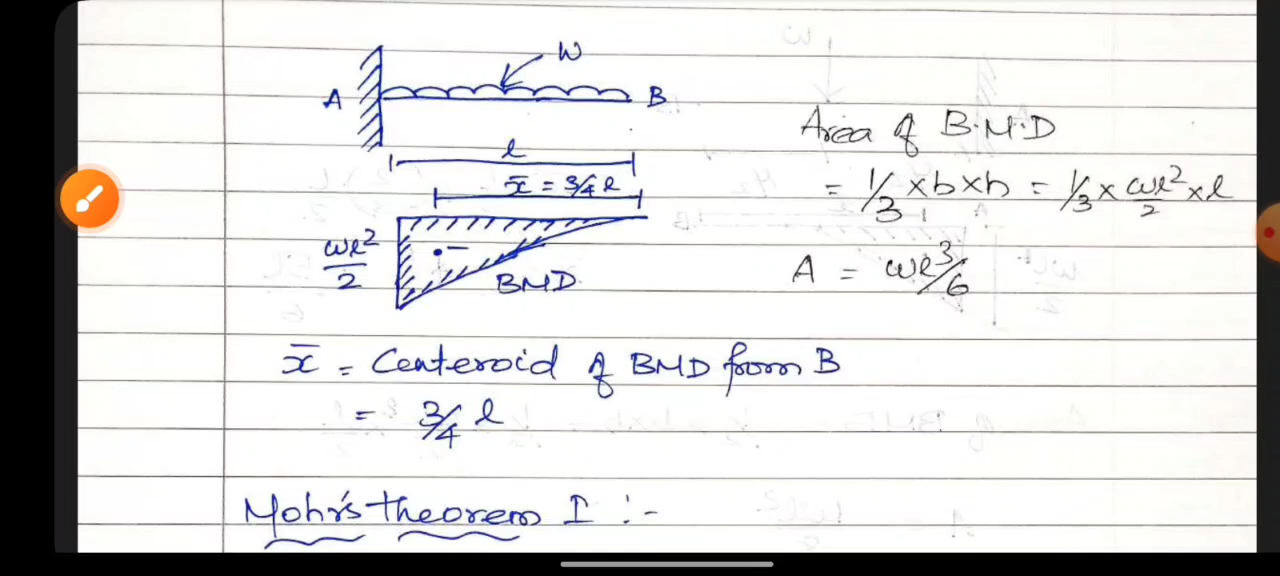 w
A B
l
x̄ = 3/4 l
wl²/2
BMD
Area of B.M.D
= 1/3 × b × h = 1/3 × wl²/2 × l
A = wl³/6
x̄ = Centeroid of BMD from B
= 3/4 l
Mohr's theorem I :-